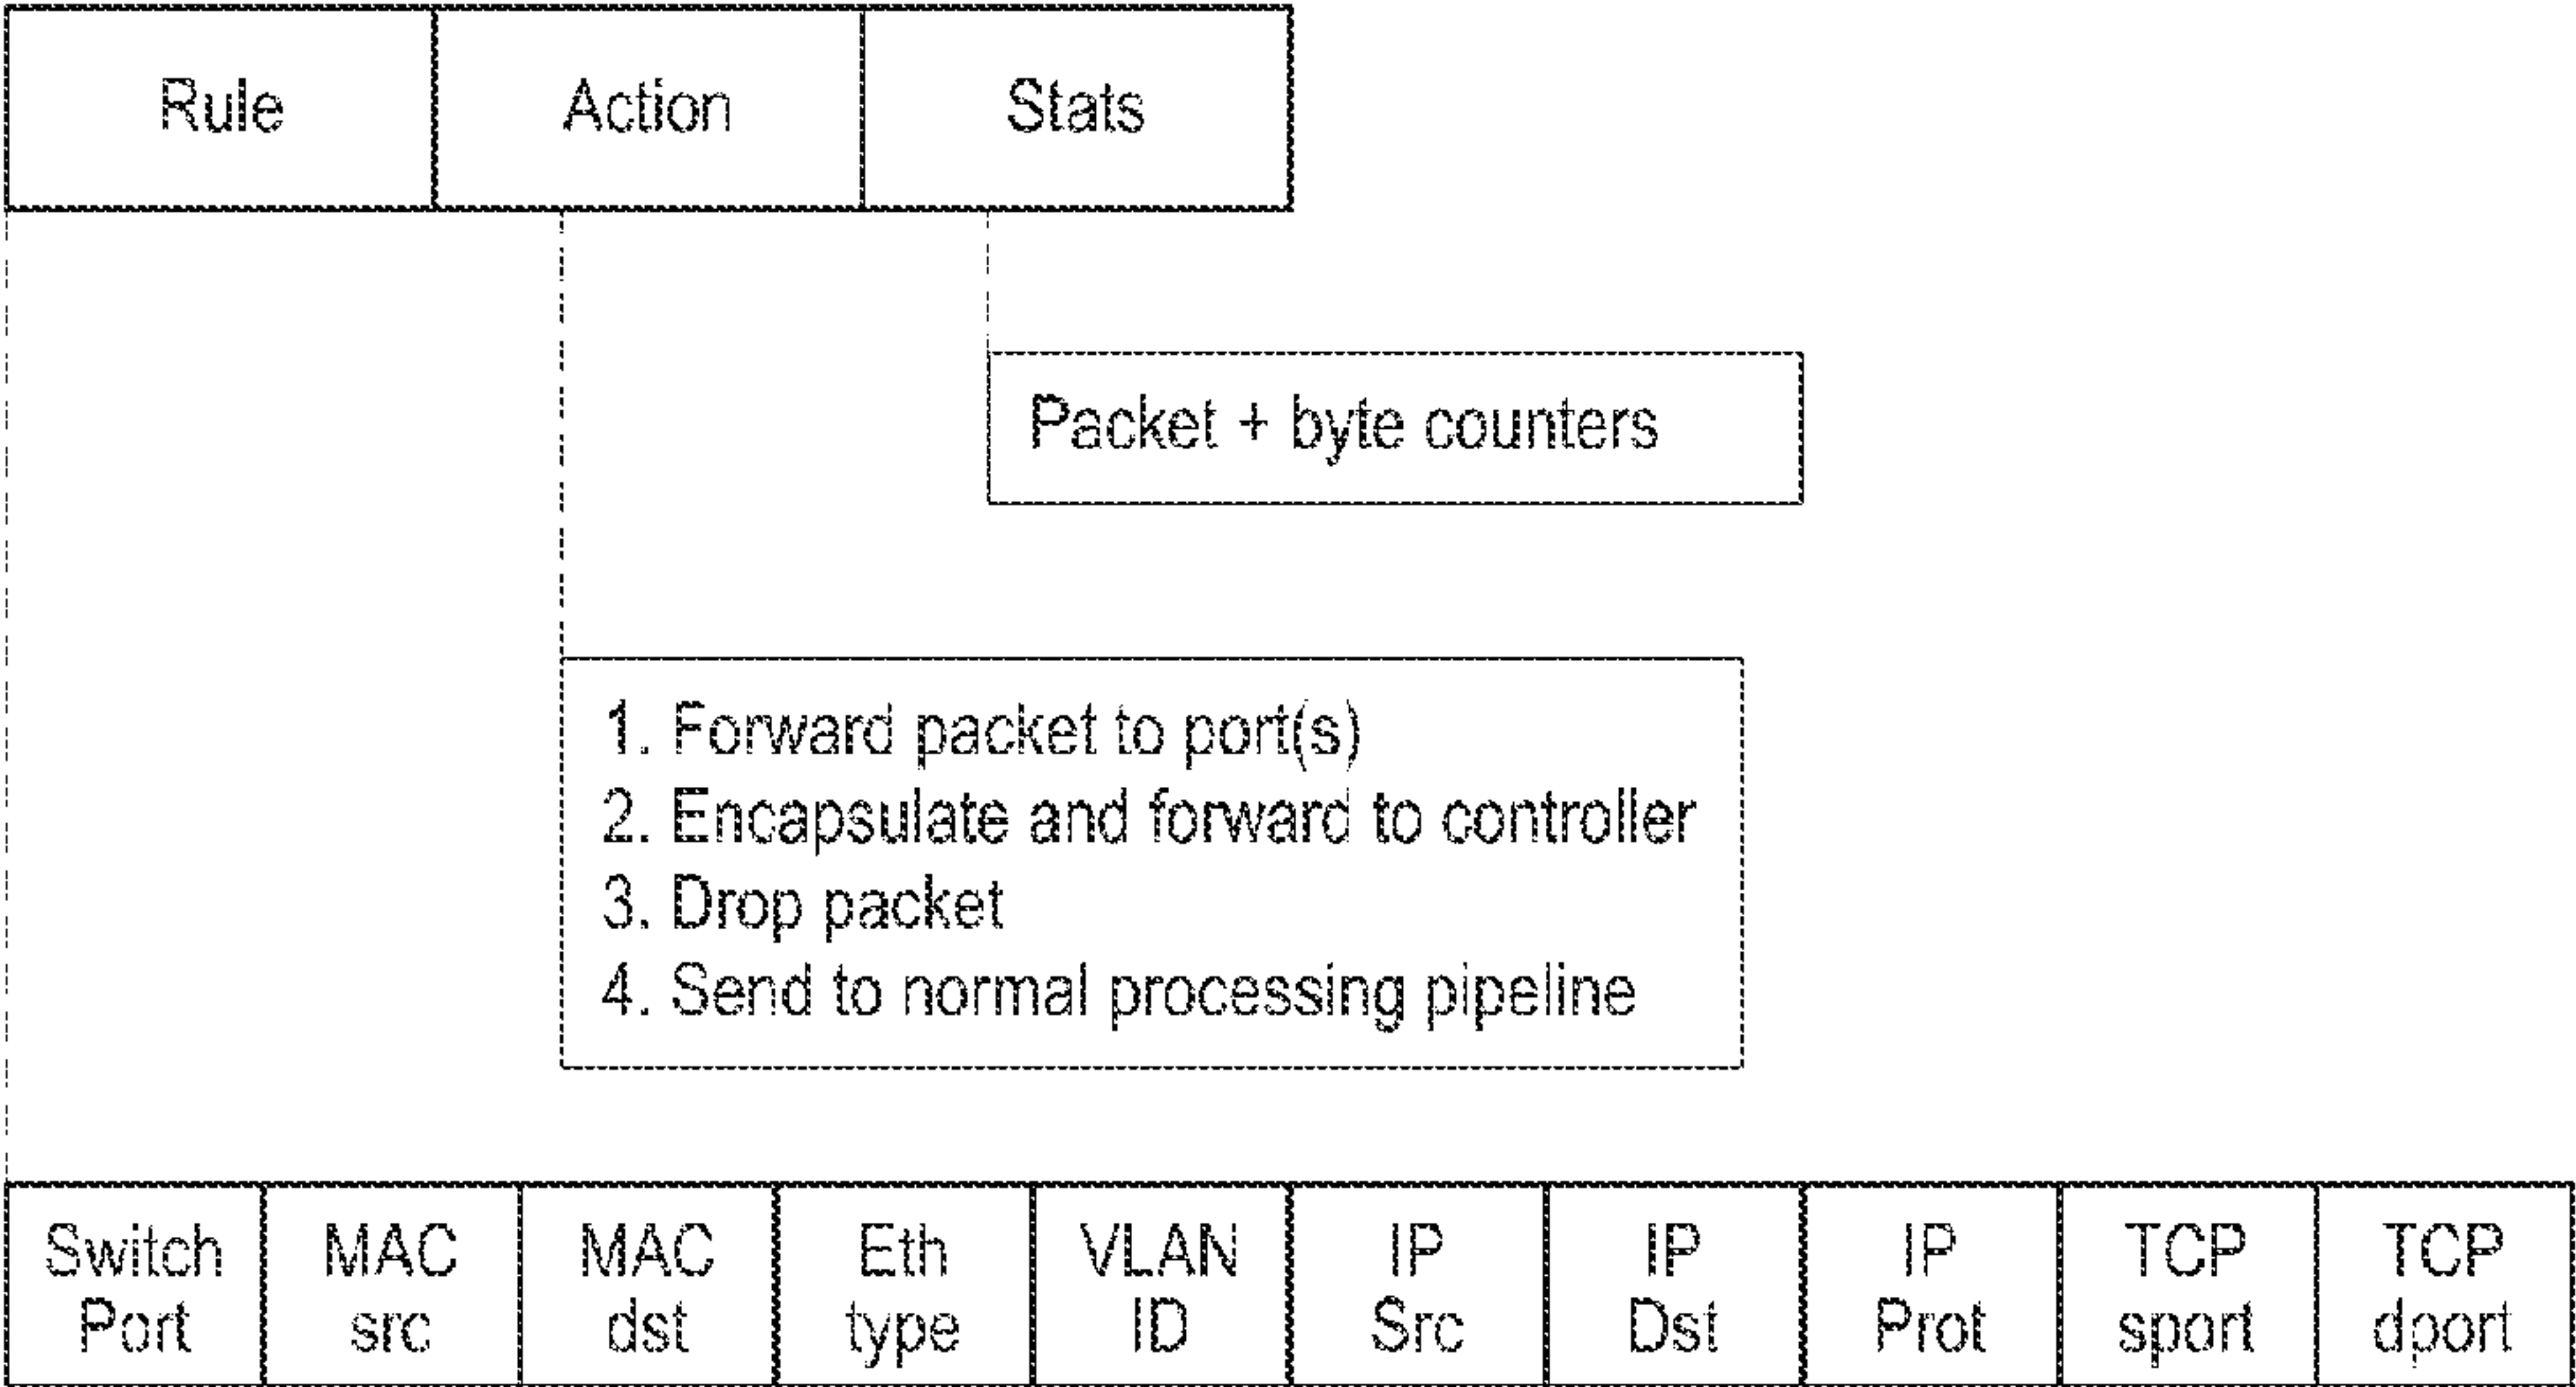 Rule Action Stats
Packet + byte counters
1. Forward packet to port(s)
2. Encapsulate and forward to controller
3. Drop packet
4. Send to normal processing pipeline
Switch Port
MAC src
MAC dst
Eth type
VLAN ID
IP Src
IP Dst
IP Prot
TCP sport
TCP dport